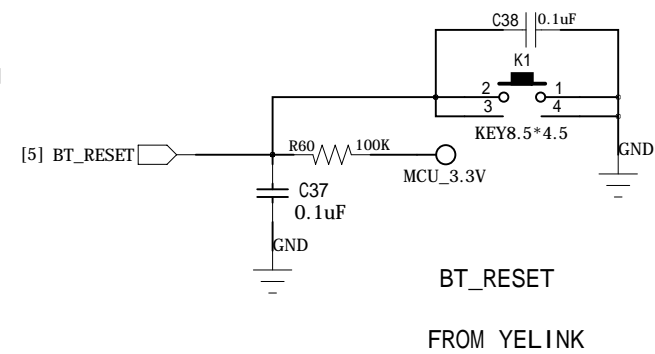 C38 0.1uF
K1
2 1
3 4
KEY8.5*4.5
[5] BT_RESET R60 100K
GND
MCU_3.3V
C37
0.1uF
GND
BT_RESET
FROM YELINK